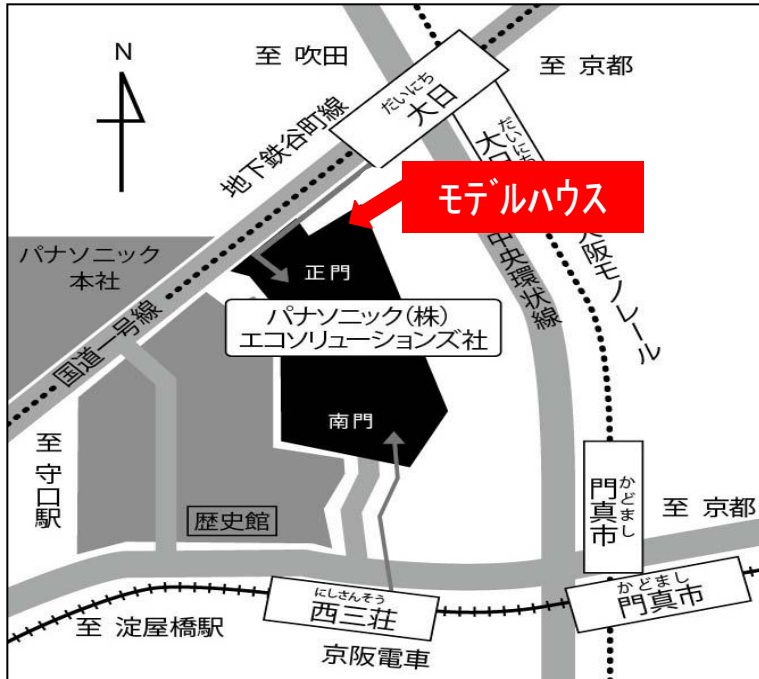 N
至 吹田
至 京都
だいにち
大日
地下鉄谷町線
だいにち
大日
モデルハウス
中央環状線
大阪モノレール
パナソニック
本社
正門
パナソニック(株)
エコソリューションズ社
国道一号線
南門
至 守口駅
歴史館
かどまし
門真市
至 京都
にしさんそう
西三荘
かどまし
門真市
至 淀屋橋駅
京阪電車